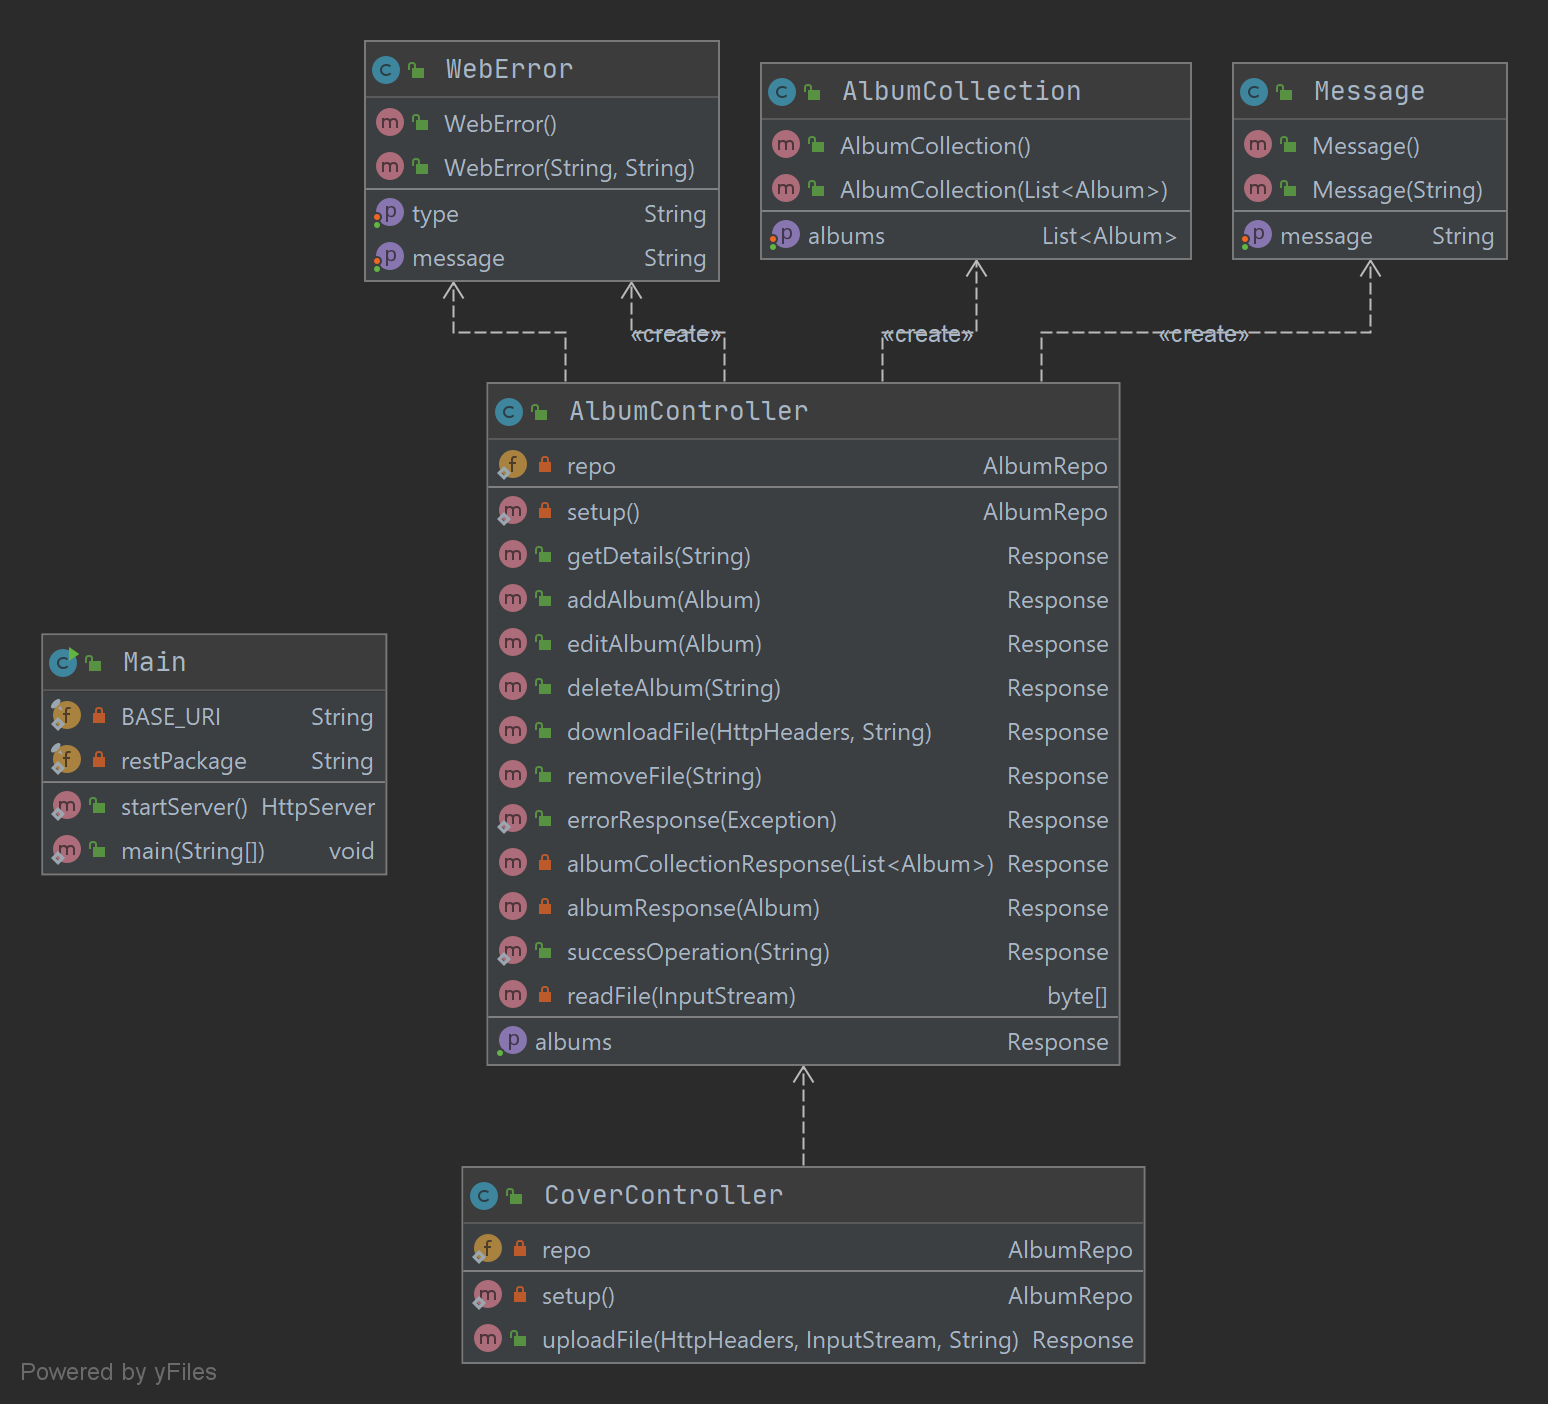 WebError
WebError()
WebError(String, String)
type String
message String
AlbumCollection
AlbumCollection()
AlbumCollection(List<Album>)
albums List<Album>
Message
Message()
Message(String)
message String
«create»
«create»
«create»
AlbumController
repo AlbumRepo
setup() AlbumRepo
getDetails(String) Response
addAlbum(Album) Response
editAlbum(Album) Response
deleteAlbum(String) Response
downloadFile(HttpHeaders, String) Response
removeFile(String) Response
errorResponse(Exception) Response
albumCollectionResponse(List<Album>) Response
albumResponse(Album) Response
successOperation(String) Response
readFile(InputStream) byte[]
albums Response
Main
BASE_URI String
restPackage String
startServer() HttpServer
main(String[]) void
CoverController
repo AlbumRepo
setup() AlbumRepo
uploadFile(HttpHeaders, InputStream, String) Response
Powered by yFiles